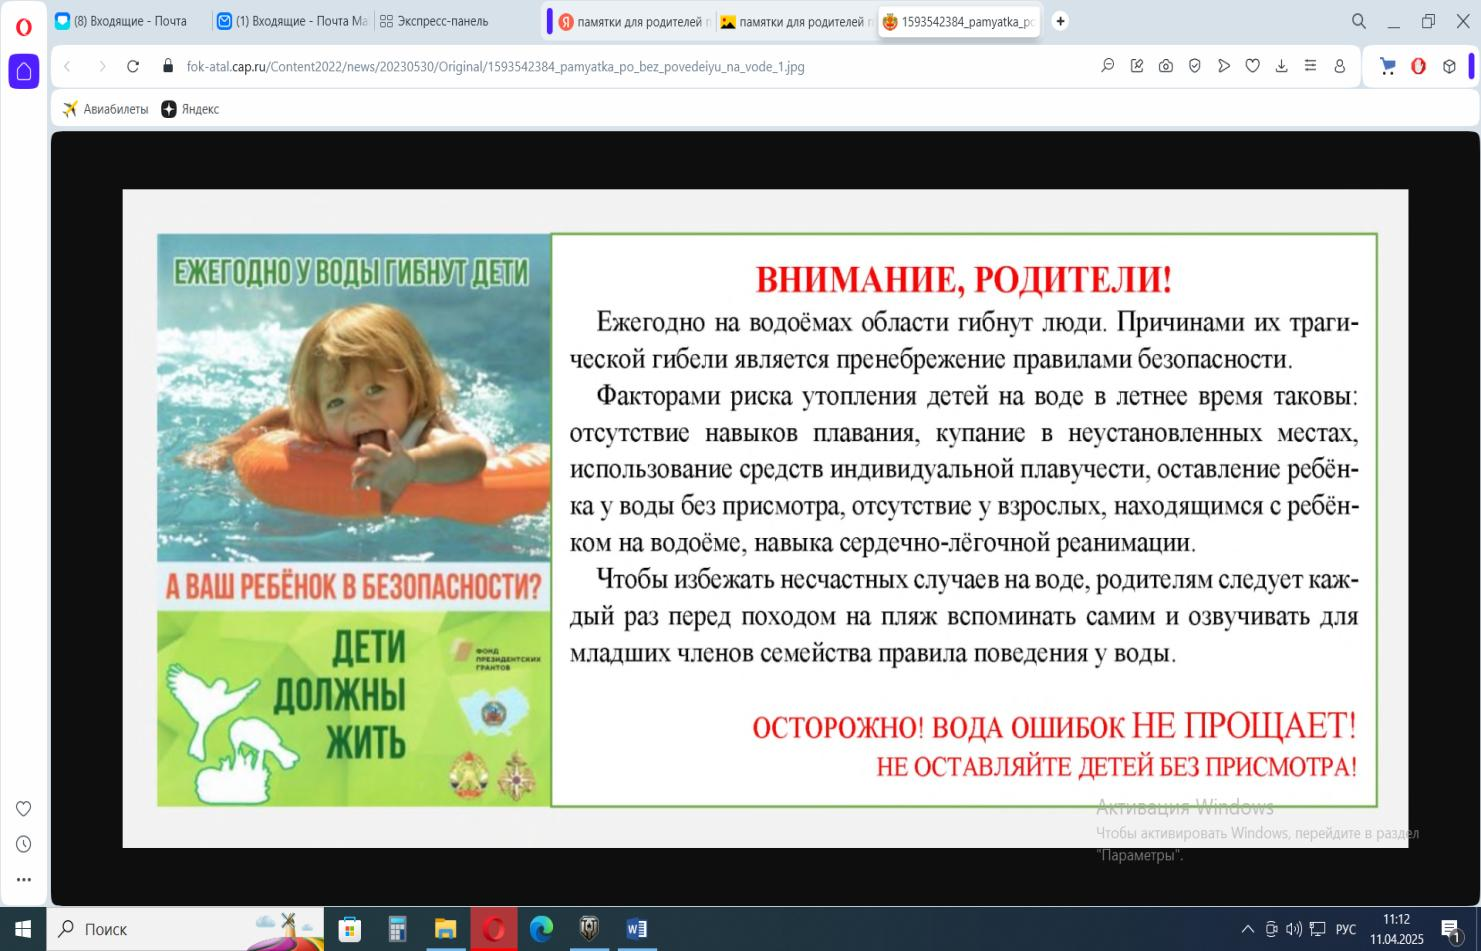 (8) Входящие - Почта
(1) Входящие - Почта Ma
Экспресс-панель
памятки для родителей п
памятки для родителей п
1593542384_pamyatka_po
fok-atal.cap.ru/Content2022/news/20230530/Original/1593542384_pamyatka_po_bez_povedeiyu_na_vode_1.jpg
Авиабилеты
Яндекс
ЕЖЕГОДНО У ВОДЫ ГИБНУТ ДЕТИ
А ВАШ РЕБЁНОК В БЕЗОПАСНОСТИ?
ДЕТИ
ДОЛЖНЫ
ЖИТЬ
ФОНД
ПРЕЗИДЕНТСКИХ
ГРАНТОВ
ВНИМАНИЕ, РОДИТЕЛИ!
Ежегодно на водоёмах области гибнут люди. Причинами их траги-
ческой гибели является пренебрежение правилами безопасности.
Факторами риска утопления детей на воде в летнее время таковы:
отсутствие навыков плавания, купание в неустановленных местах,
использование средств индивидуальной плавучести, оставление ребён-
ка у воды без присмотра, отсутствие у взрослых, находящимся с ребён-
ком на водоёме, навыка сердечно-лёгочной реанимации.
Чтобы избежать несчастных случаев на воде, родителям следует каж-
дый раз перед походом на пляж вспоминать самим и озвучивать для
младших членов семейства правила поведения у воды.
ОСТОРОЖНО! ВОДА ОШИБОК НЕ ПРОЩАЕТ!
НЕ ОСТАВЛЯЙТЕ ДЕТЕЙ БЕЗ ПРИСМОТРА!
Активация Windows
Чтобы активировать Windows, перейдите в раздел
"Параметры".
Поиск
РУС
11:12
11.04.2025
1